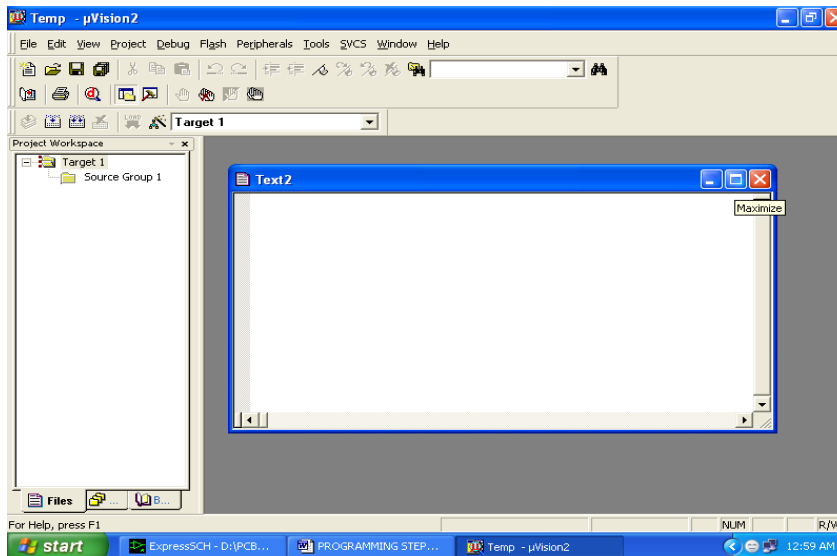 Temp - µVision2
File Edit View Project Debug Flash Peripherals Tools SVCS Window Help
LOAD Target 1
Project Workspace
Target 1
Source Group 1
Text2
Maximize
Files ... B...
For Help, press F1 NUM R/W
start ExpressSCH - D:\PCB... PROGRAMMING STEP... Temp - µVision2 12:59 AM